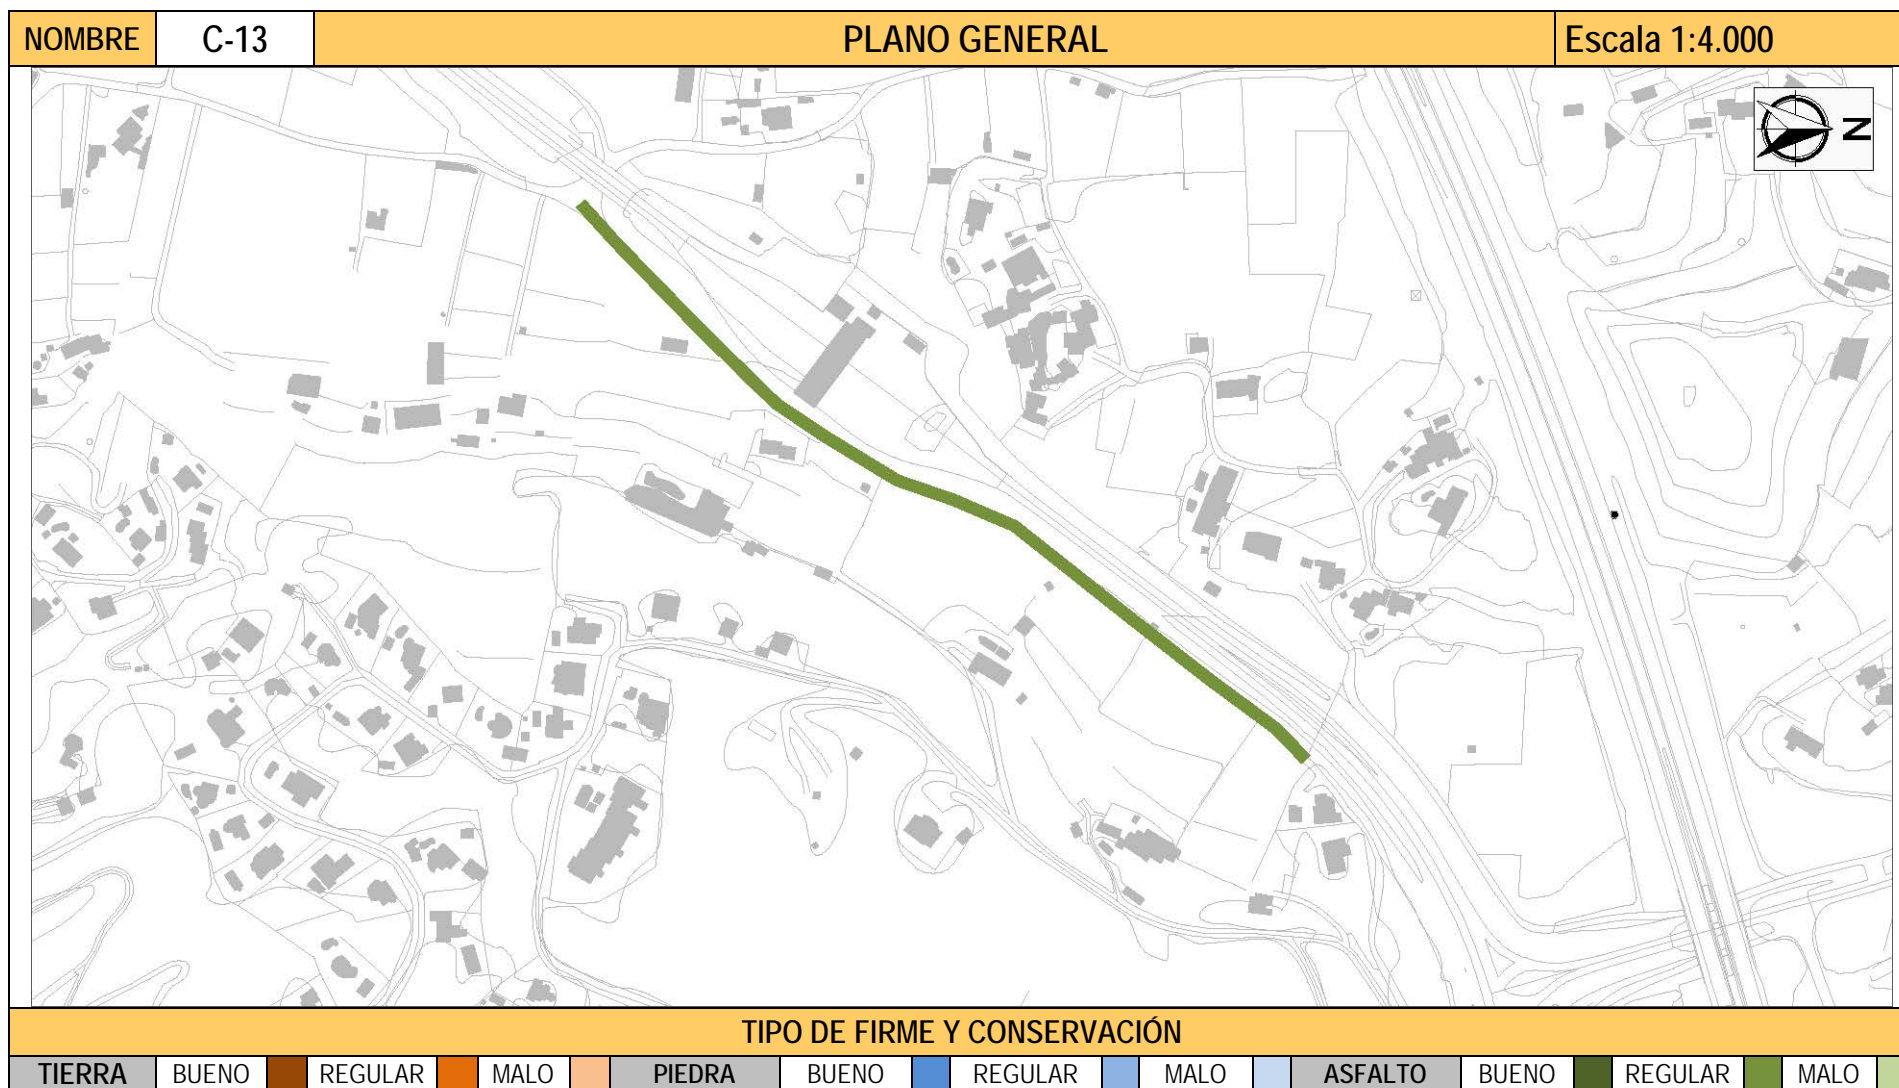 NOMBRE C-13 PLANO GENERAL Escala 1:4.000
N
TIPO DE FIRME Y CONSERVACIÓN
TIERRA BUENO REGULAR MALO PIEDRA BUENO REGULAR MALO ASFALTO BUENO REGULAR MALO